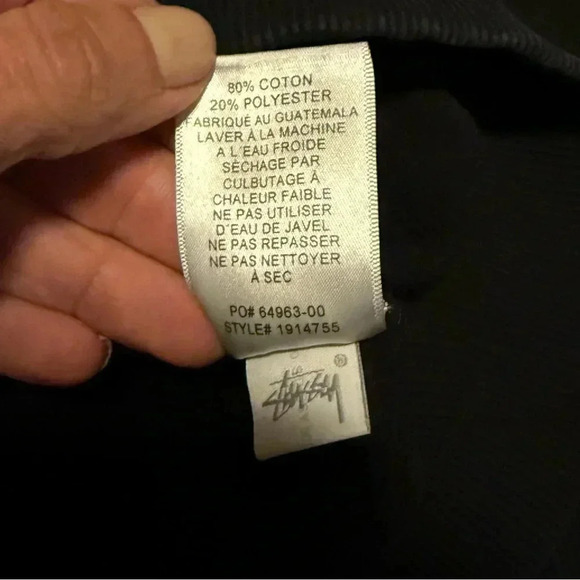 80% COTON
20% POLYESTER
FABRIQUÉ AU GUATEMALA
LAVER À LA MACHINE
A L'EAU FROIDE
SÉCHAGE PAR
CULBUTAGE À
CHALEUR FAIBLE
NE PAS UTILISER
D'EAU DE JAVEL
NE PAS REPASSER
NE PAS NETTOYER
À SEC
PO# 64963-00
STYLE# 1914755
®
STÜSSY